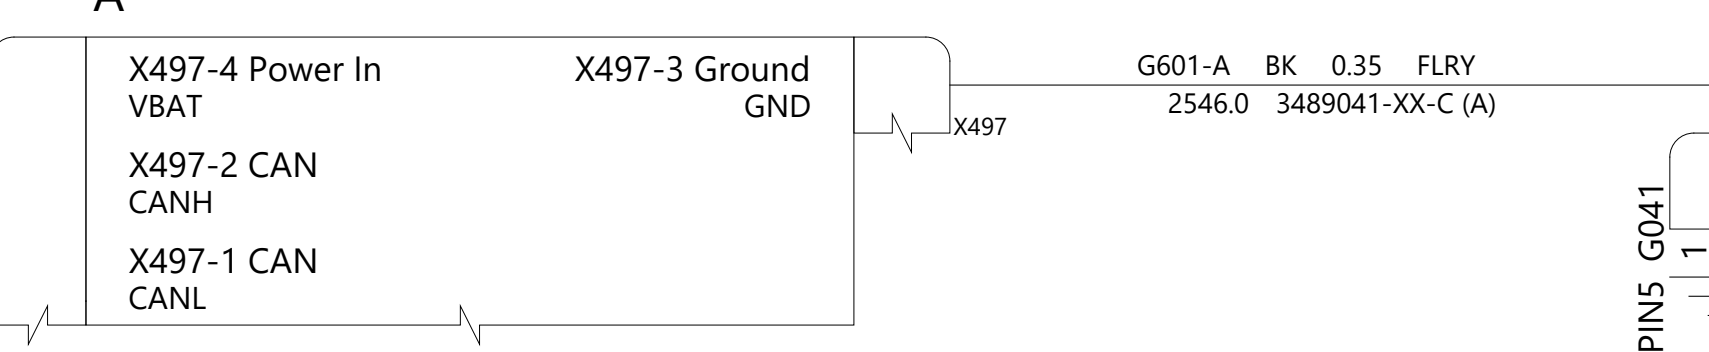 A
X497-4 Power In
VBAT
X497-3 Ground
GND
X497-2 CAN
CANH
X497-1 CAN
CANL
X497
G601-A BK 0.35 FLRY
2546.0 3489041-XX-C (A)
PIN5 G041
1